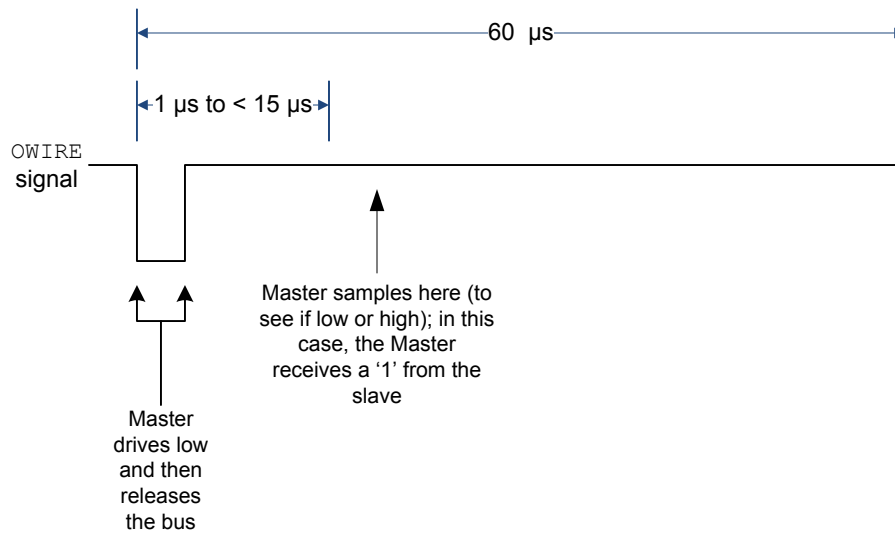 60 µs
1 µs to < 15 µs
OWIRE
signal
Master samples here (to
see if low or high); in this
case, the Master
receives a ‘1’ from the
slave
Master
drives low
and then
releases
the bus